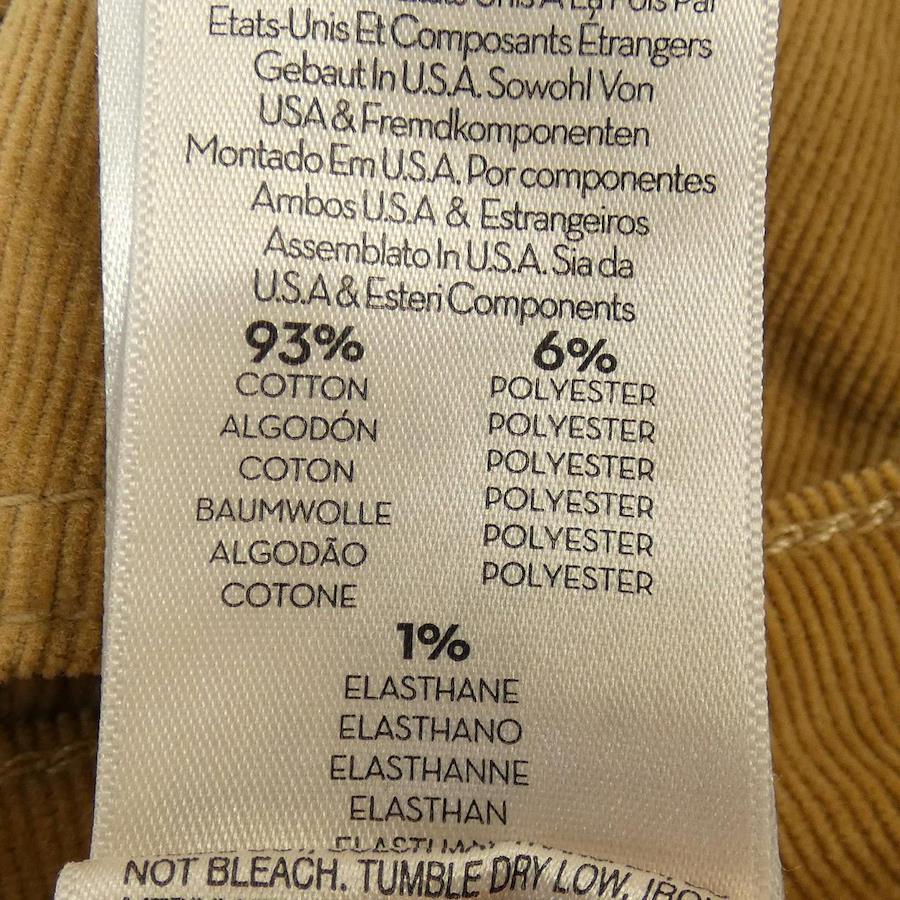 Etats-Unis Et Composants Étrangers
Gebaut In U.S.A. Sowohl Von
USA & Fremdkomponenten
Montado Em U.S.A. Por componentes
Ambos U.S.A & Estrangeiros
Assemblato In U.S.A. Sia da
U.S.A & Esteri Components
93%
COTTON
ALGODÓN
COTON
BAUMWOLLE
ALGODÃO
COTONE
6%
POLYESTER
POLYESTER
POLYESTER
POLYESTER
POLYESTER
POLYESTER
1%
ELASTHANE
ELASTHANO
ELASTHANNE
ELASTHAN
NOT BLEACH. TUMBLE DRY LOW.